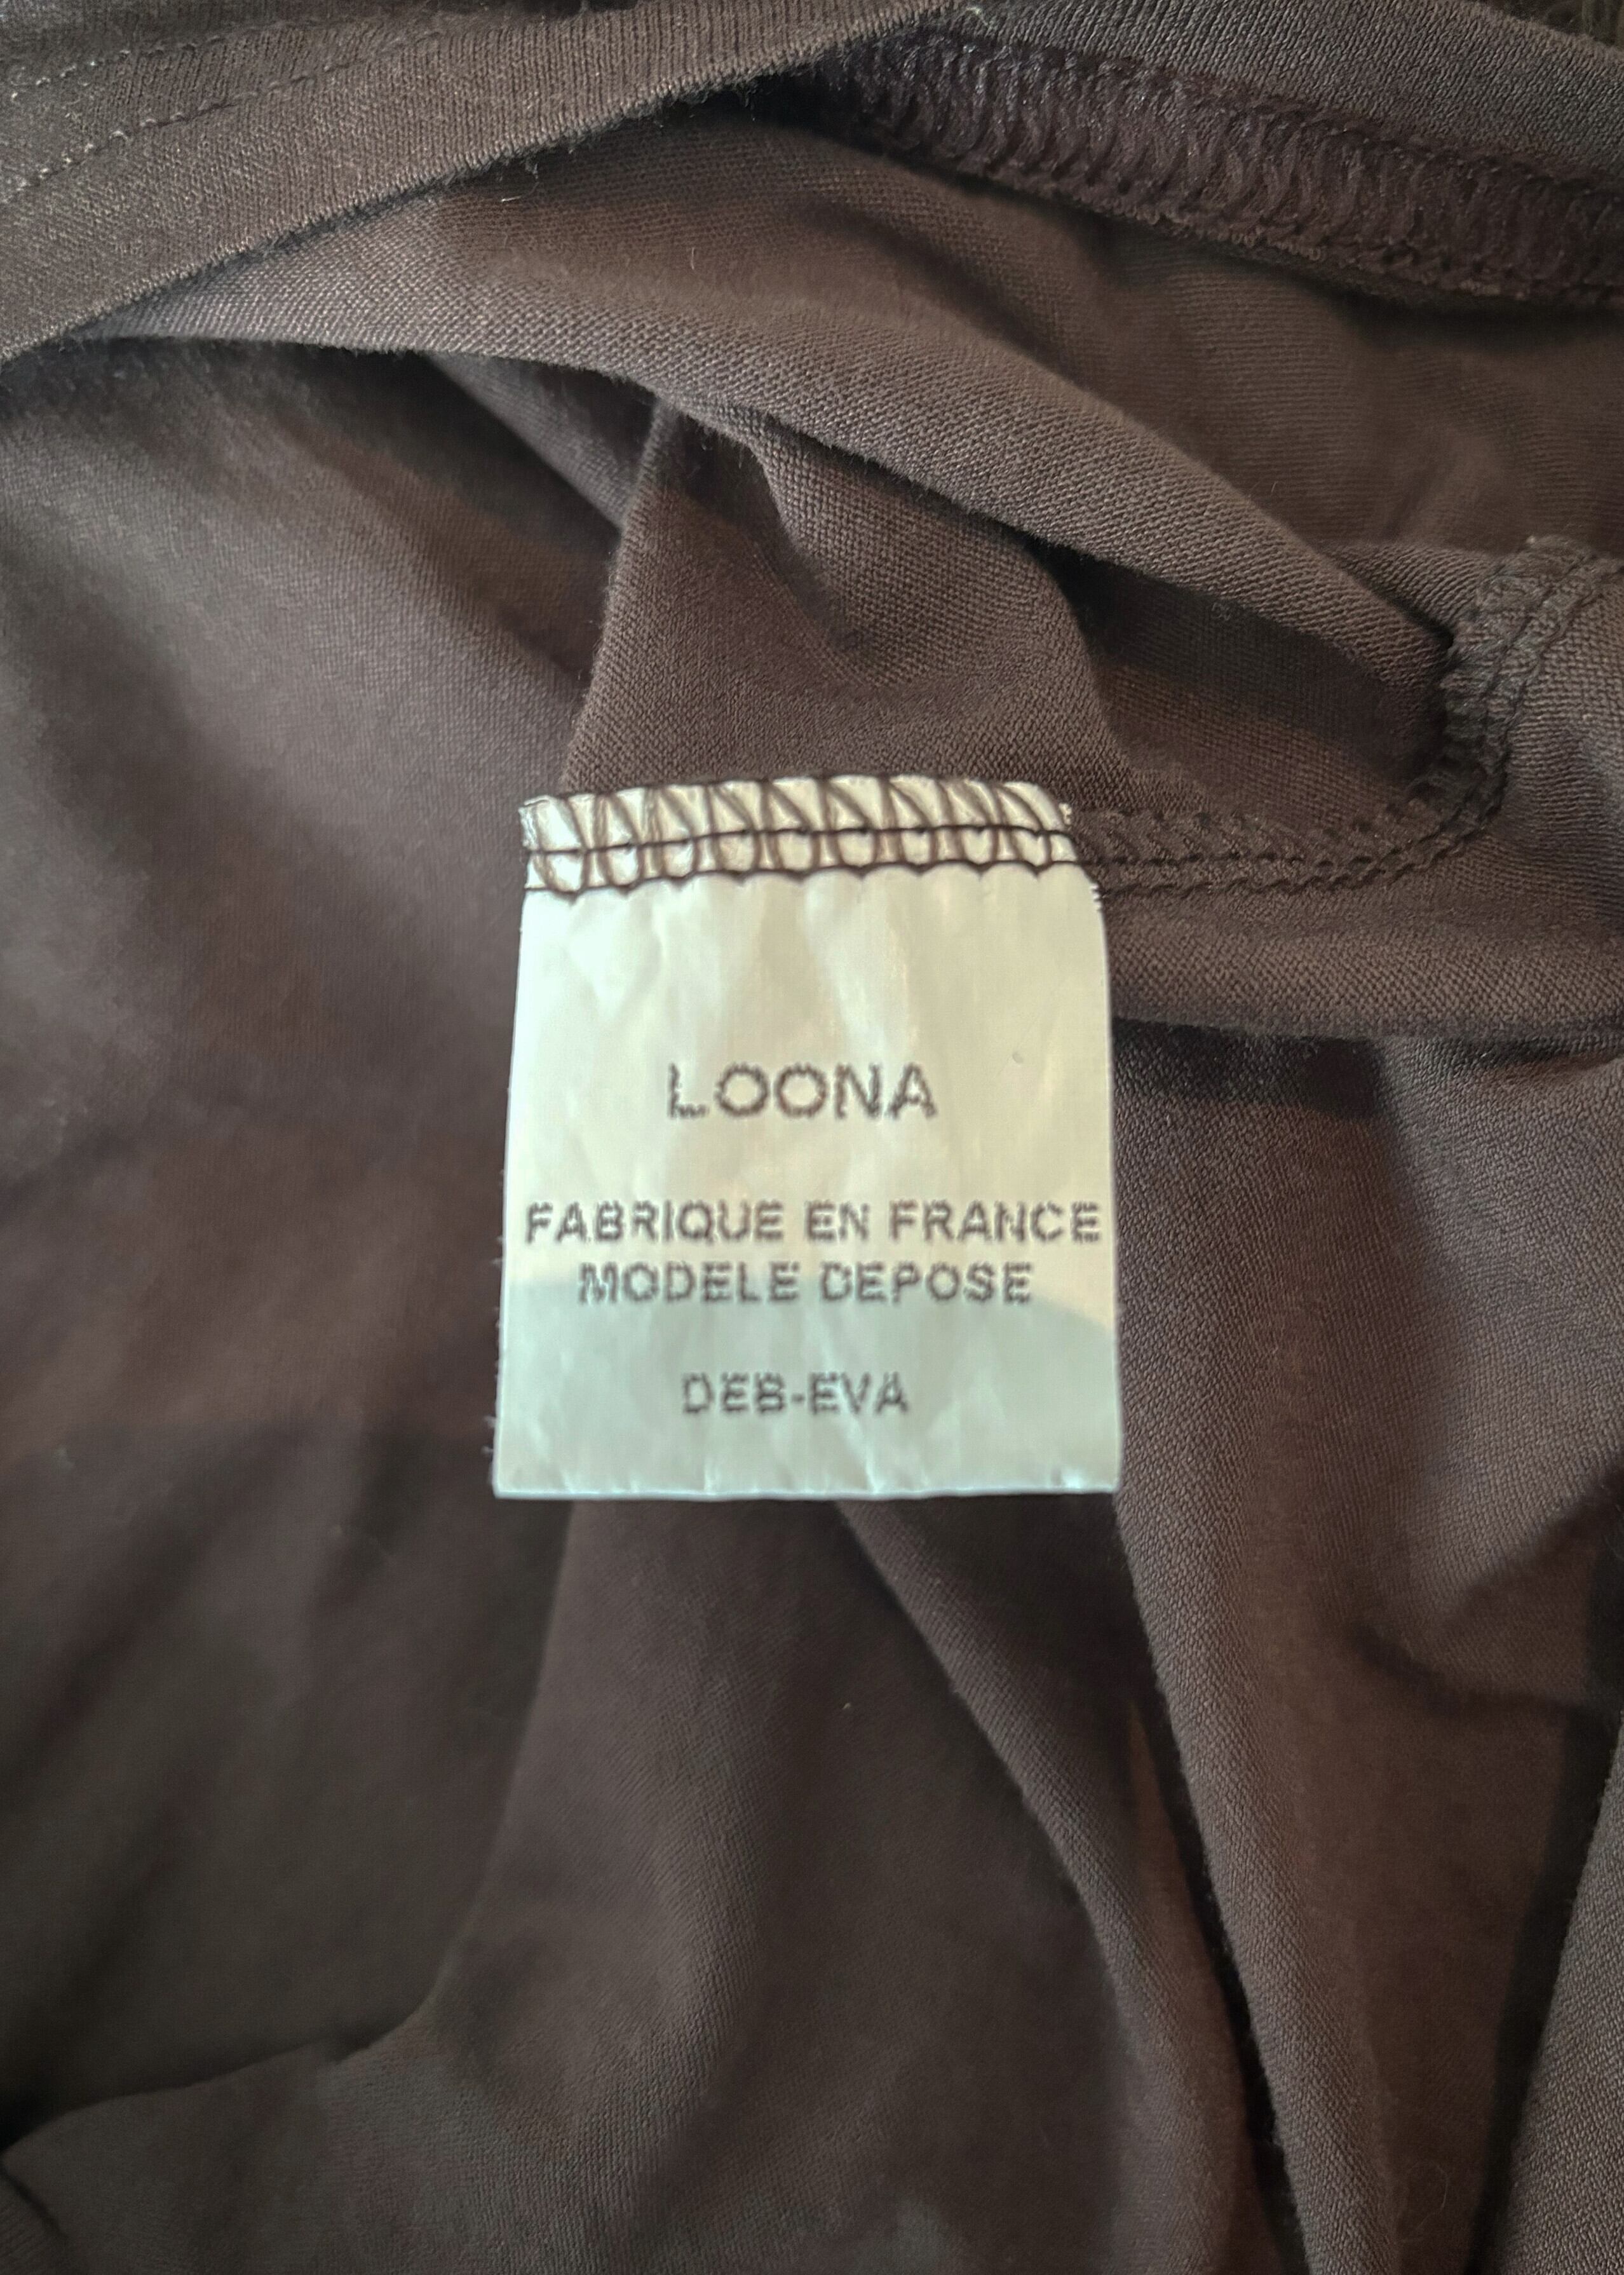 LOONA
FABRIQUE EN FRANCE
MODELE DEPOSE
DEB-EVA